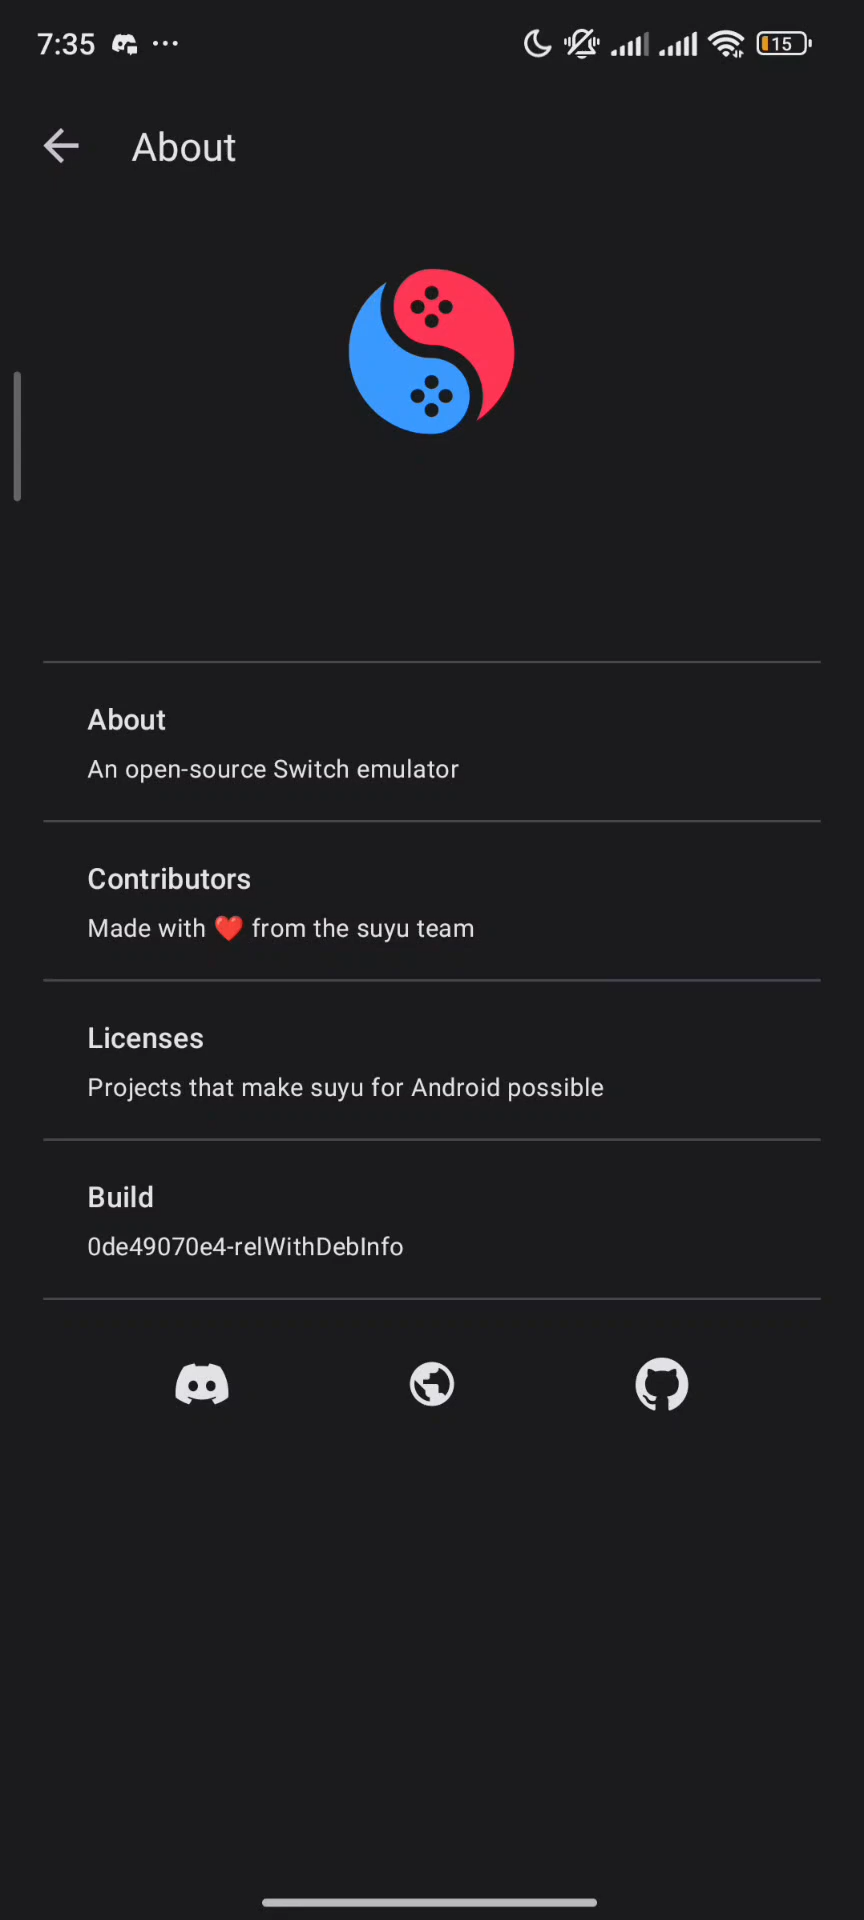 7:35
15
About
About
An open-source Switch emulator
Contributors
Made with ❤️ from the suyu team
Licenses
Projects that make suyu for Android possible
Build
0de49070e4-relWithDebInfo